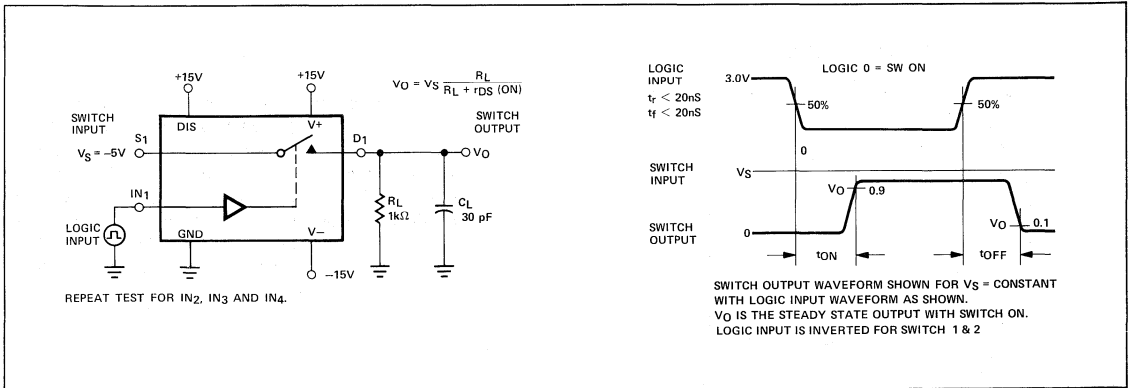 +15V
+15V
VO = VS RL / RL + rDS (ON)
DIS
V+
SWITCH
INPUT
S1
VS = –5V
D1
SWITCH
OUTPUT
VO
IN1
LOGIC
INPUT
RL
1kΩ
CL
30 pF
GND
V–
–15V
REPEAT TEST FOR IN2, IN3 AND IN4.
LOGIC
INPUT
tr < 20nS
tf < 20nS
3.0V
LOGIC 0 = SW ON
50%
50%
0
SWITCH
INPUT
VS
VO
0.9
SWITCH
OUTPUT
0
VO
0.1
tON
tOFF
SWITCH OUTPUT WAVEFORM SHOWN FOR VS = CONSTANT
WITH LOGIC INPUT WAVEFORM AS SHOWN.
VO IS THE STEADY STATE OUTPUT WITH SWITCH ON.
LOGIC INPUT IS INVERTED FOR SWITCH 1 & 2